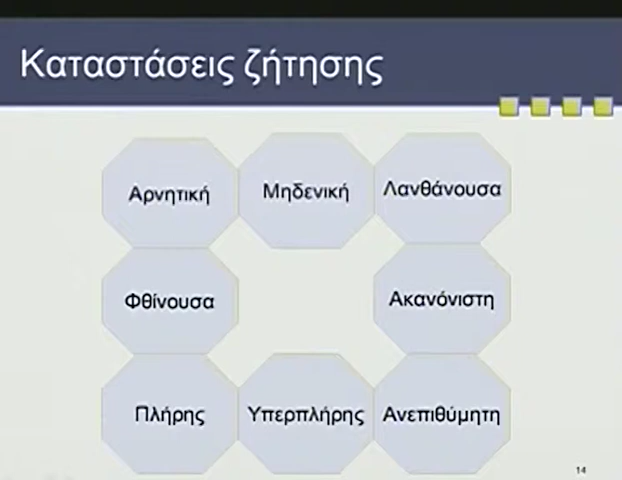 Καταστάσεις ζήτησης
Αρνητική
Μηδενική
Λανθάνουσα
Φθίνουσα
Ακανόνιστη
Πλήρης
Υπερπλήρης
Ανεπιθύμητη
14